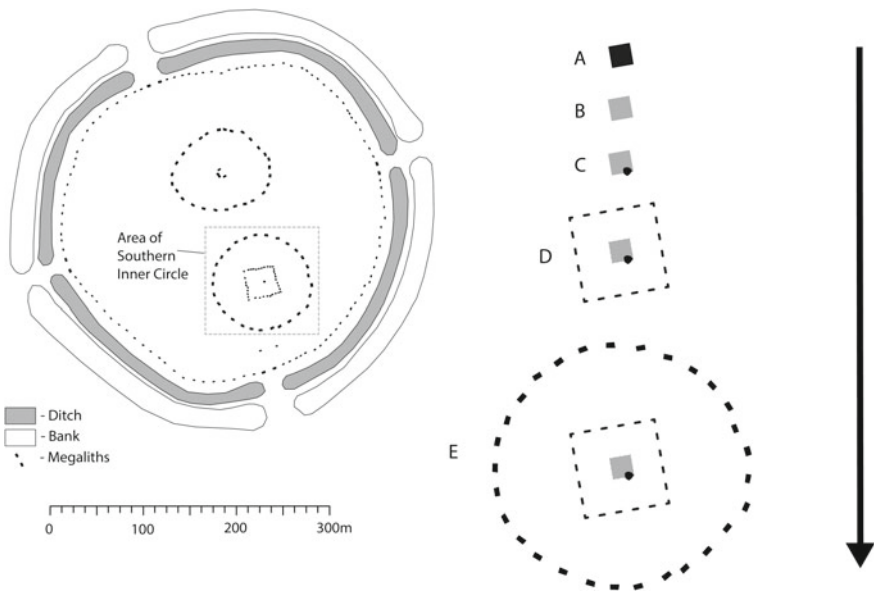 Area of
Southern
Inner Circle
- Ditch
- Bank
- Megaliths
0 100 200 300m
A
B
C
D
E